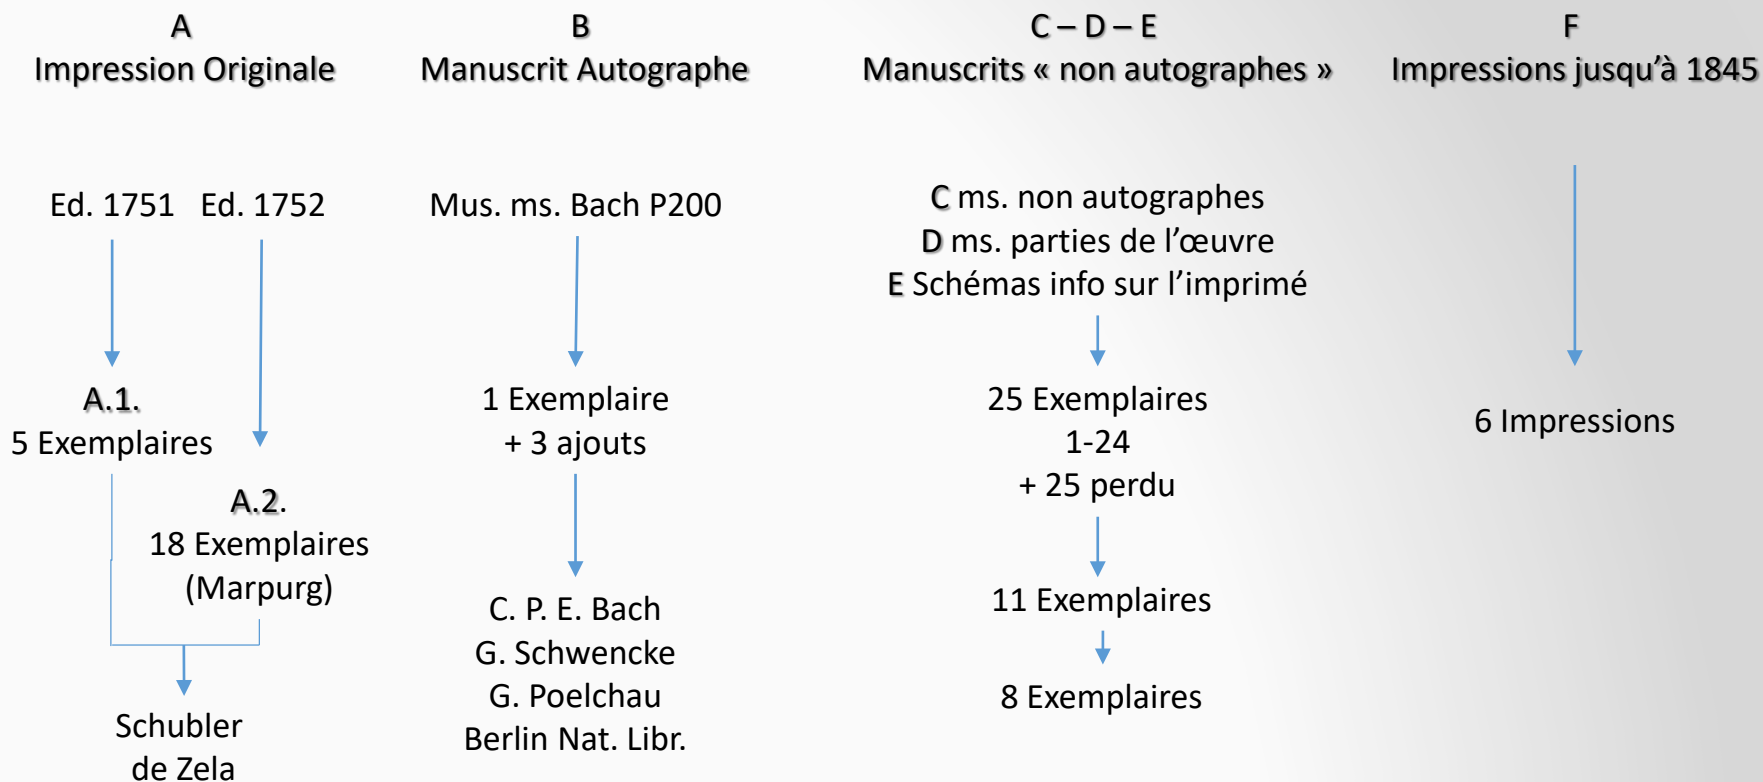 A
Impression Originale
Ed. 1751 Ed. 1752
A.1.
5 Exemplaires
A.2.
18 Exemplaires
(Marpurg)
Schubler
de Zela
B
Manuscrit Autographe
Mus. ms. Bach P200
1 Exemplaire
+ 3 ajouts
C. P. E. Bach
G. Schwencke
G. Poelchau
Berlin Nat. Libr.
C – D – E
Manuscrits « non autographes »
C ms. non autographes
D ms. parties de l’œuvre
E Schémas info sur l’imprimé
25 Exemplaires
1-24
+ 25 perdu
11 Exemplaires
8 Exemplaires
F
Impressions jusqu’à 1845
6 Impressions